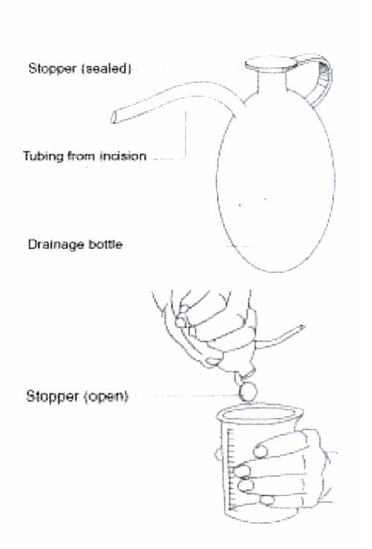 Stopper (sealed)
Tubing from incision
Drainage bottle
Stopper (open)